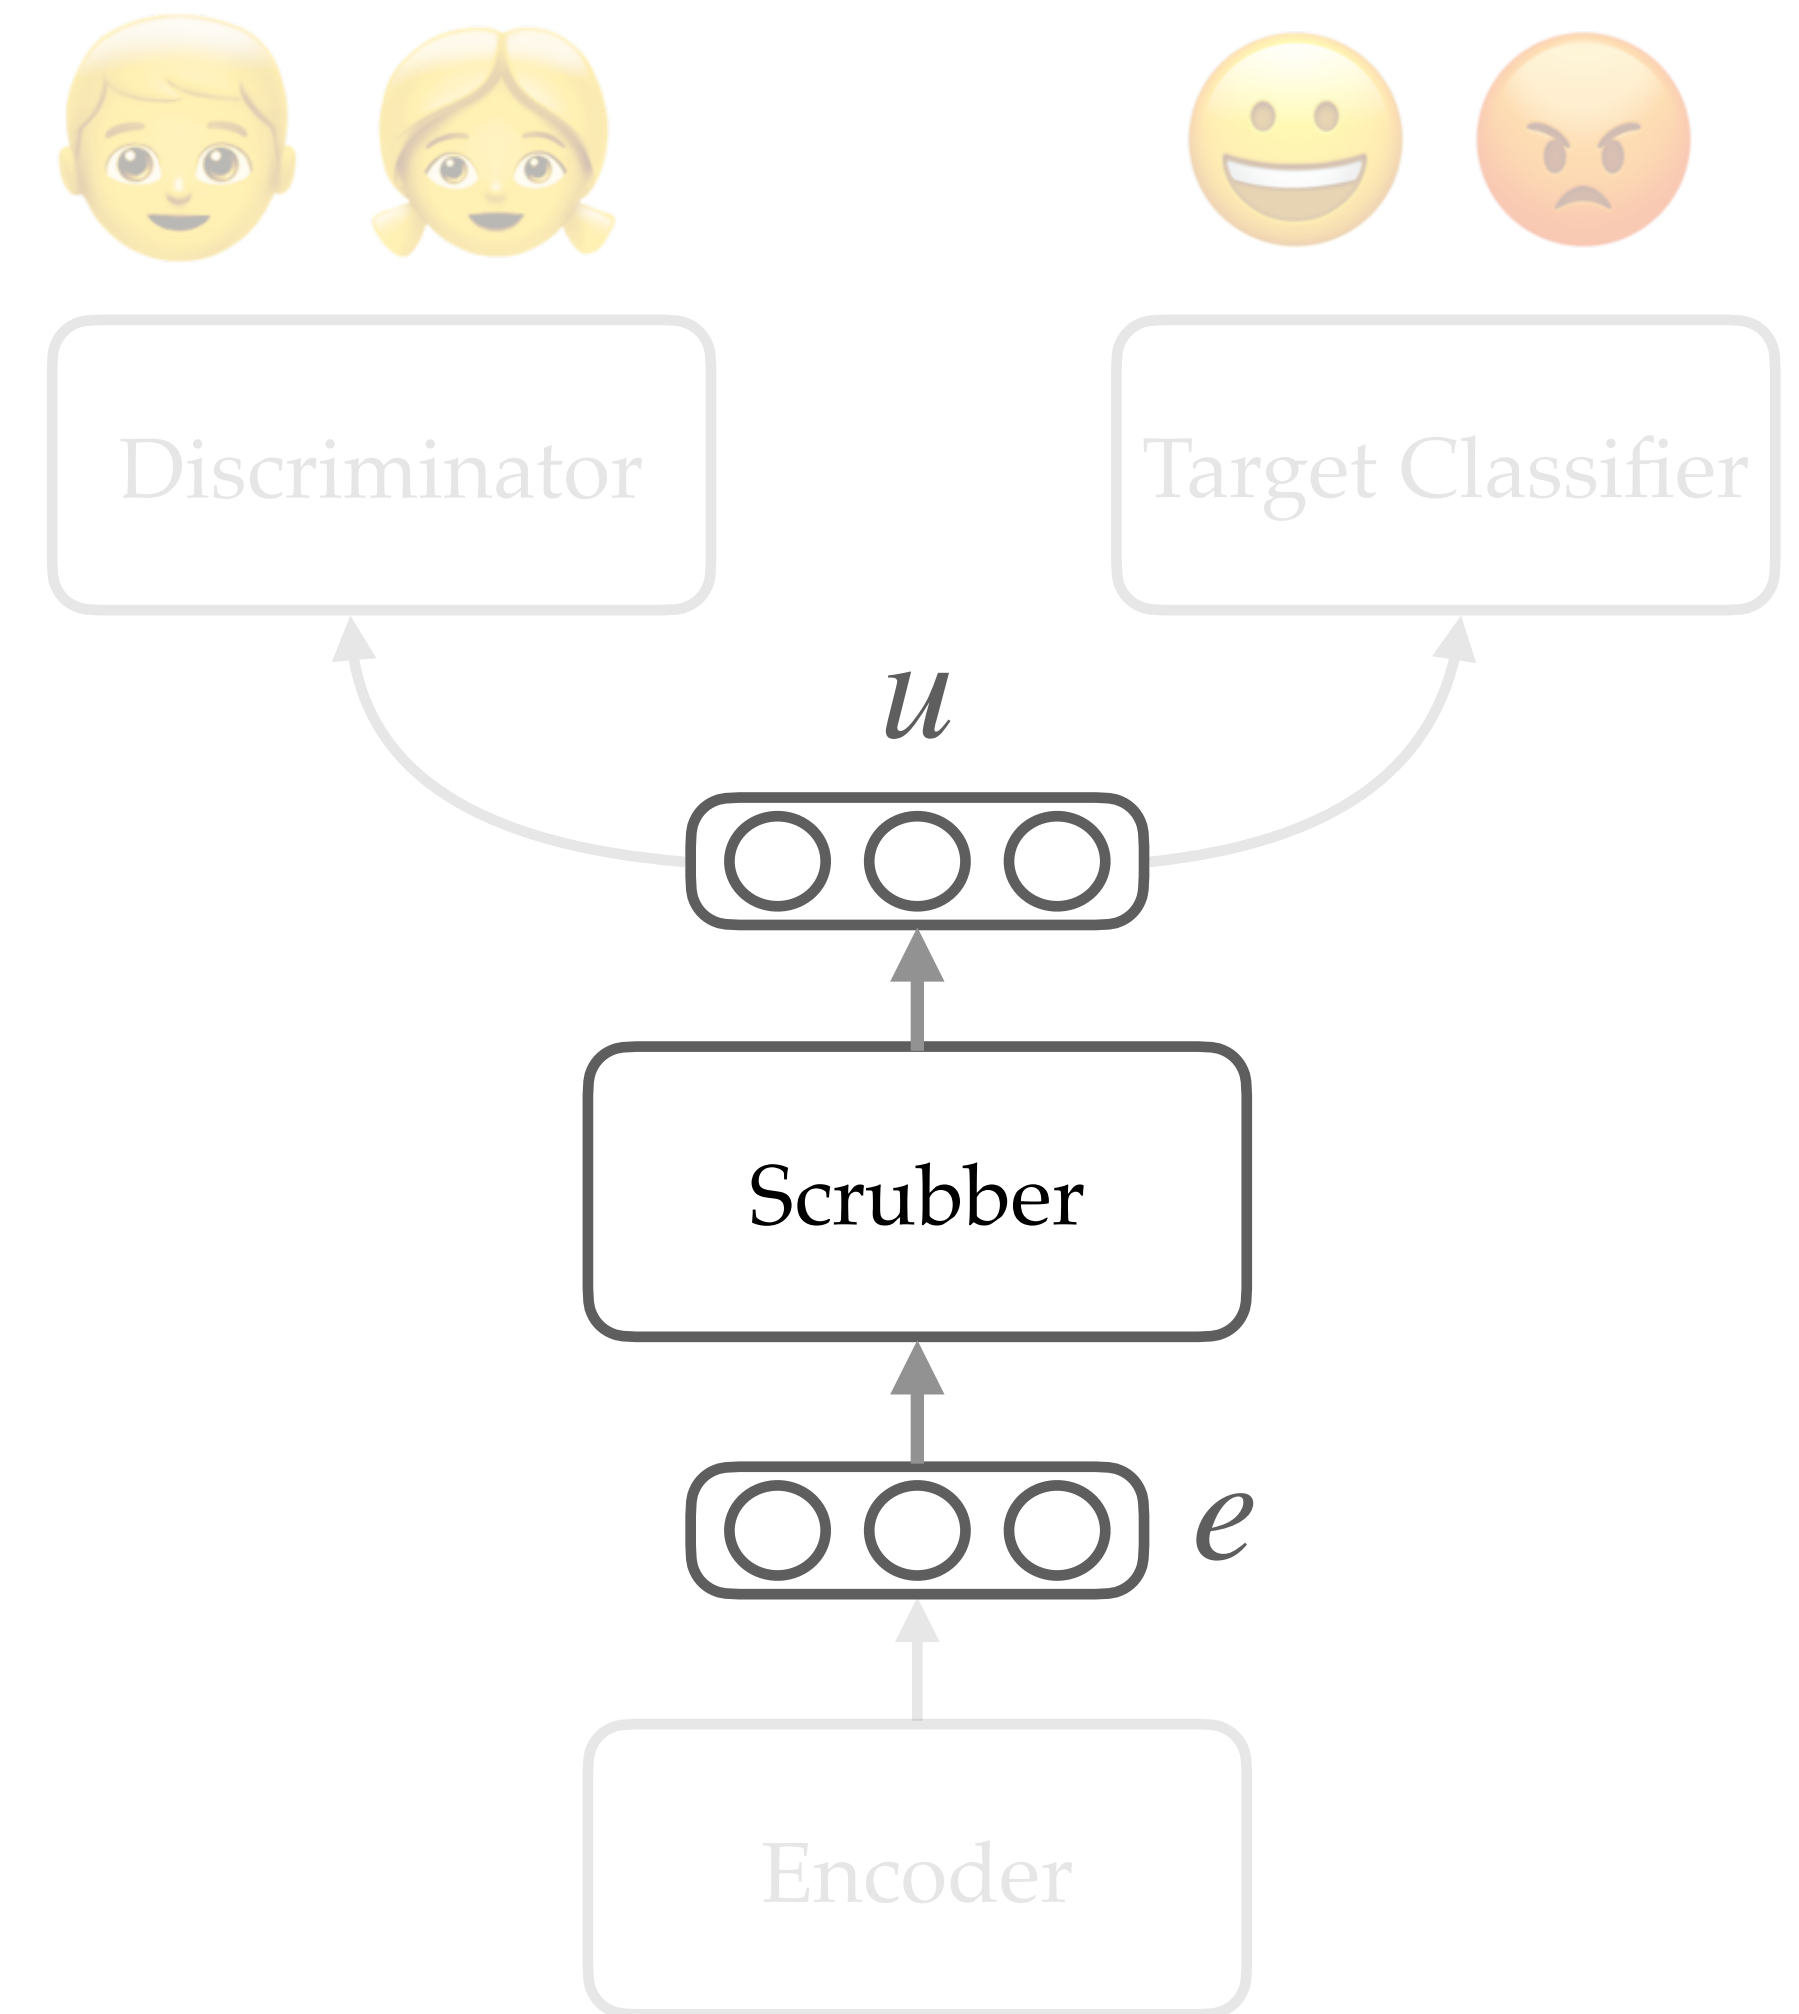 Discriminator
Target Classifier
u
Scrubber
e
Encoder